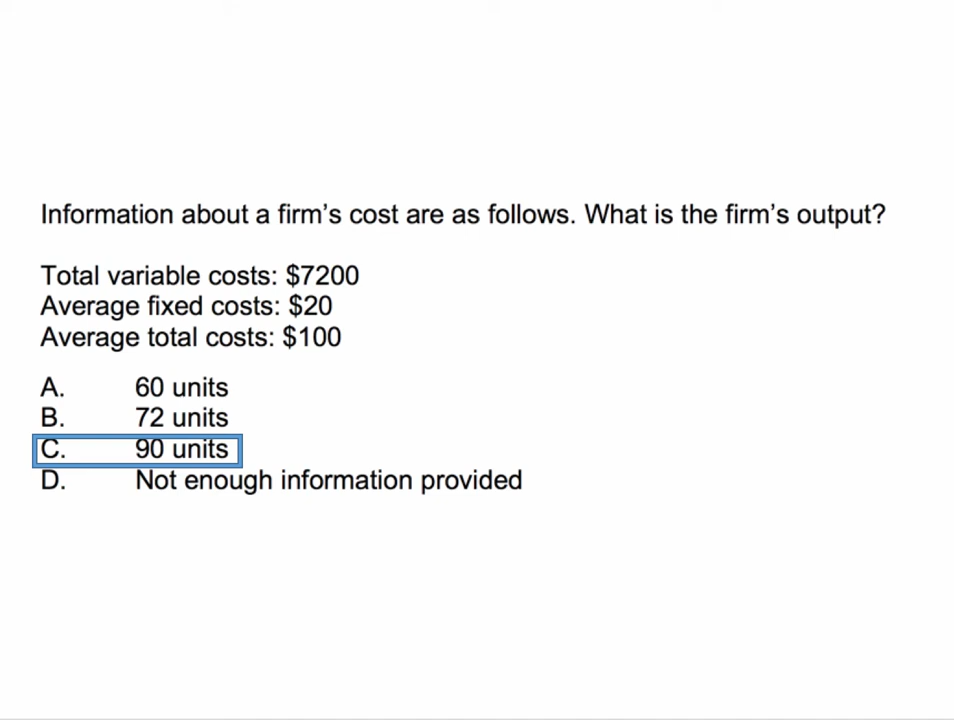 Information about a firm’s cost are as follows. What is the firm’s output?
Total variable costs: $7200
Average fixed costs: $20
Average total costs: $100
A. 60 units
B. 72 units
C. 90 units
D. Not enough information provided